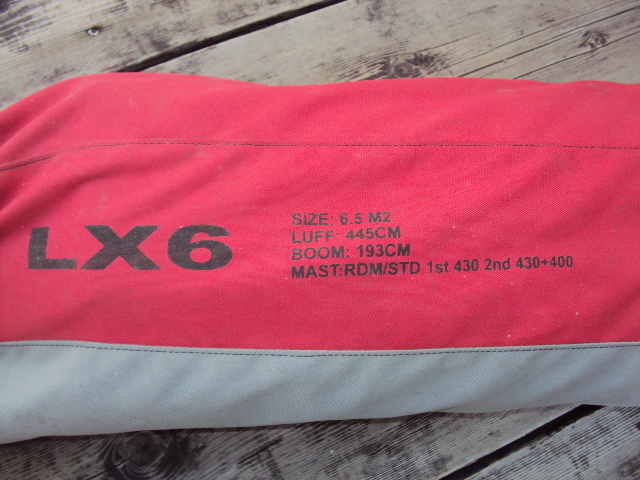 LX6
SIZE: 6.5 M2
LUFF: 445CM
BOOM: 193CM
MAST:RDM/STD 1st 430 2nd 430+400